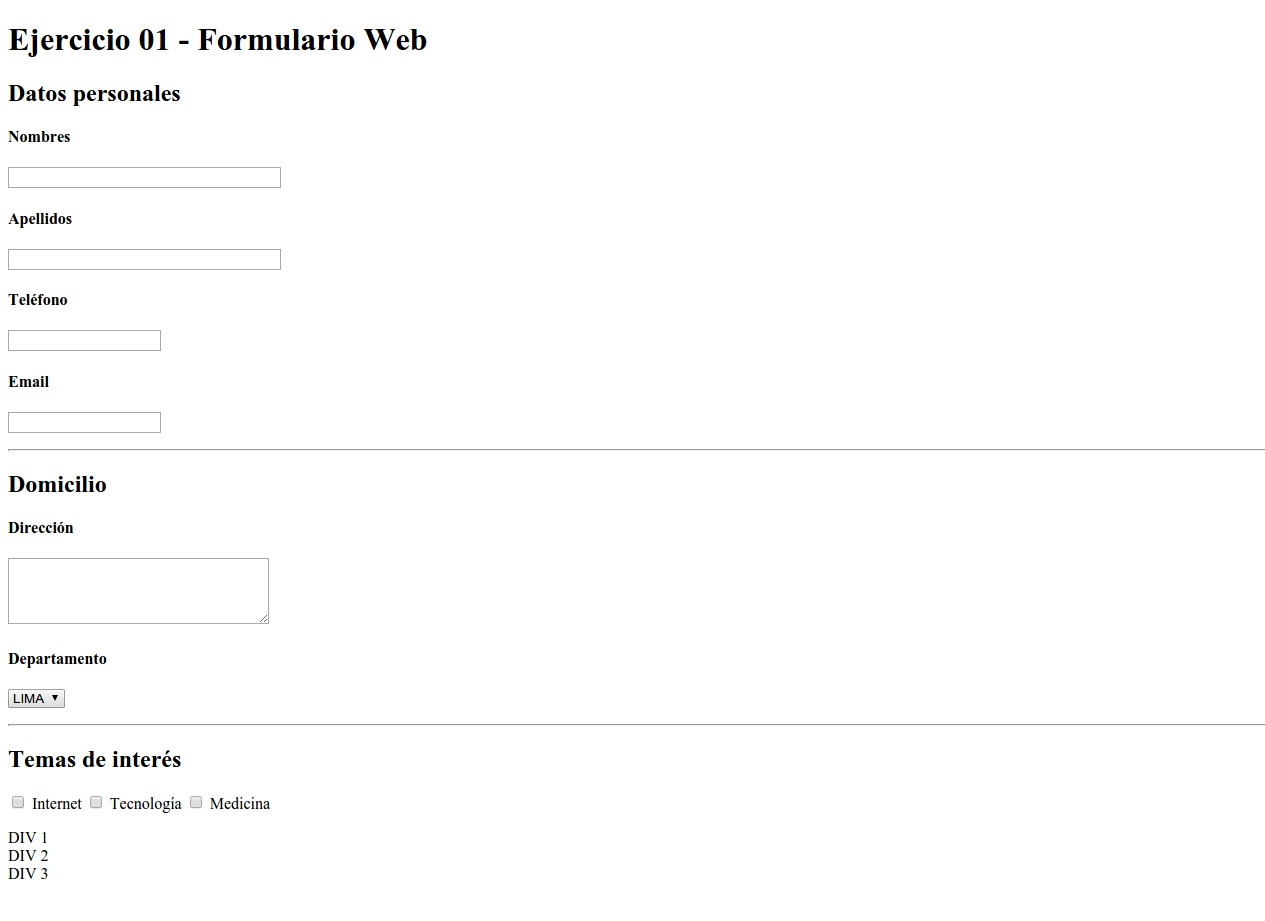 Ejercicio 01 - Formulario Web
Datos personales
Nombres
Apellidos
Teléfono
Email
Domicilio
Dirección
Departamento
LIMA
Temas de interés
Internet Tecnología Medicina
DIV 1
DIV 2
DIV 3